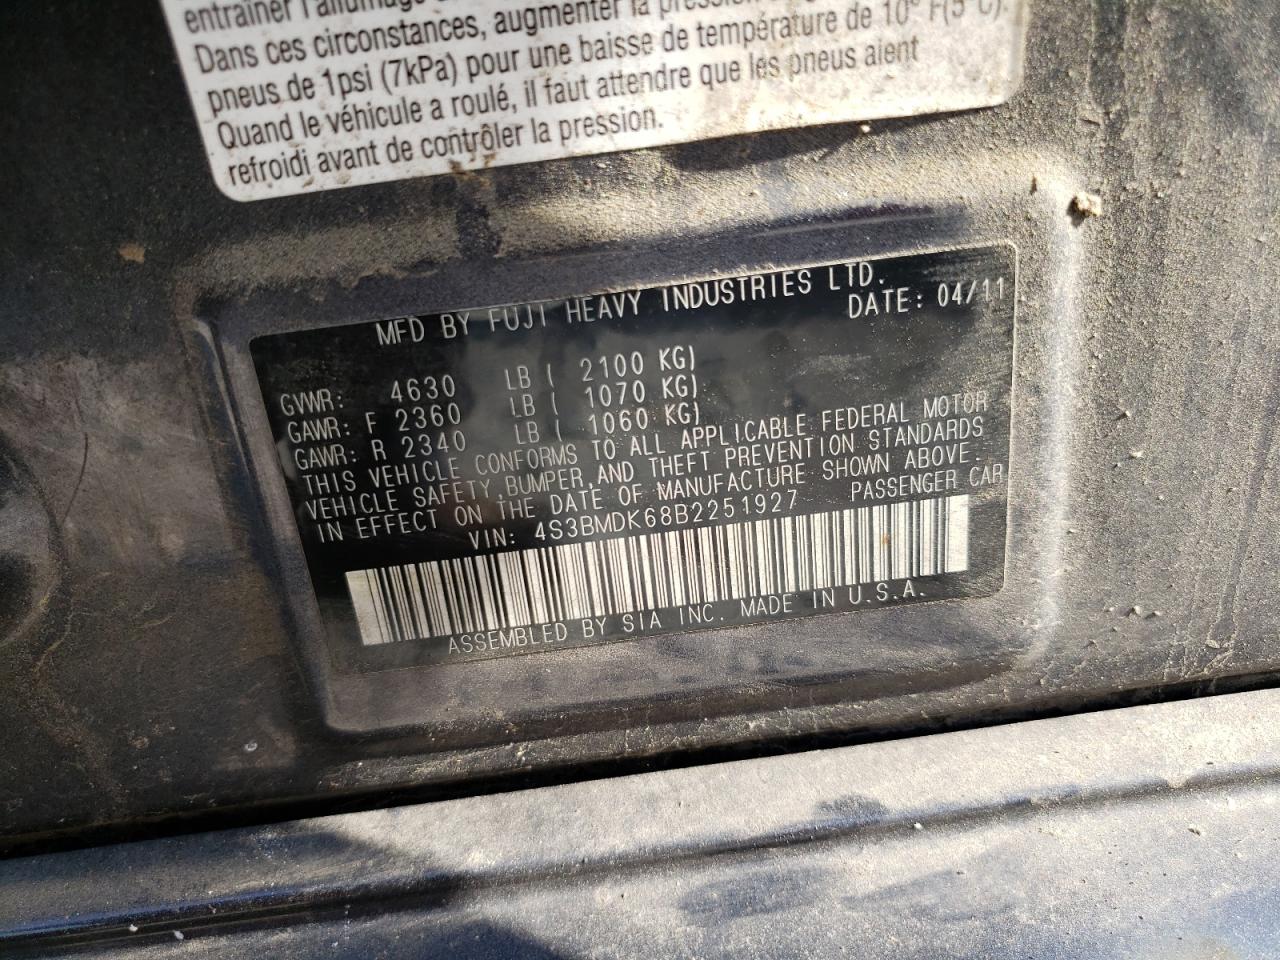 entraîner l'allumage
Dans ces circonstances, augmenter la pression
pneus de 1psi (7kPa) pour une baisse de température de 10° F(5°C).
Quand le véhicule a roulé, il faut attendre que les pneus aient
refroidi avant de contrôler la pression.
MFD BY FUJI HEAVY INDUSTRIES LTD.
DATE: 04/11
GVWR: 4630 LB ( 2100 KG)
GAWR: F 2360 LB ( 1070 KG)
GAWR: R 2340 LB ( 1060 KG)
THIS VEHICLE CONFORMS TO ALL APPLICABLE FEDERAL MOTOR
VEHICLE SAFETY, BUMPER, AND THEFT PREVENTION STANDARDS
IN EFFECT ON THE DATE OF MANUFACTURE SHOWN ABOVE.
VIN: 4S3BMDK68B2251927 PASSENGER CAR
ASSEMBLED BY SIA INC. MADE IN U.S.A.